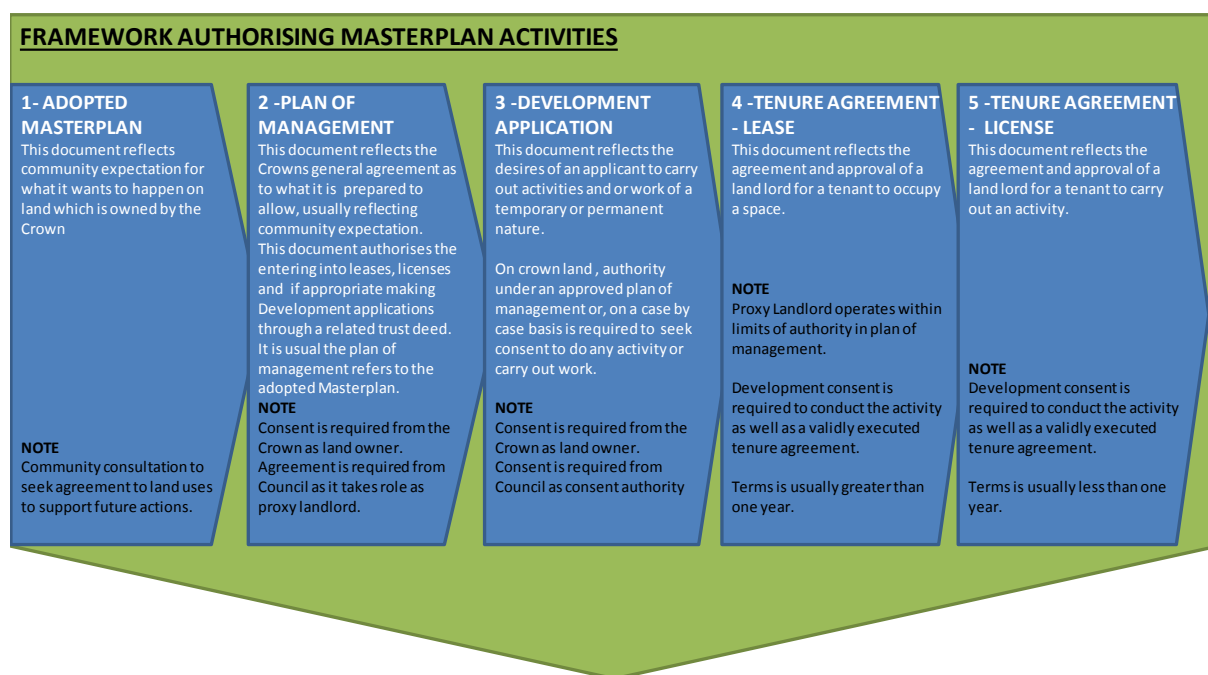 FRAMEWORK AUTHORISING MASTERPLAN ACTIVITIES
1- ADOPTED
MASTERPLAN
This document reflects
community expectation for
what it wants to happen on
land which is owned by the
Crown
NOTE
Community consultation to
seek agreement to land uses
to support future actions.
2 -PLAN OF
MANAGEMENT
This document reflects the
Crowns general agreement as
to what it is prepared to
allow, usually reflecting
community expectation.
This document authorises the
entering into leases, licenses
and if appropriate making
Development applications
through a related trust deed.
It is usual the plan of
management refers to the
adopted Masterplan.
NOTE
Consent is required from the
Crown as land owner.
Agreement is required from
Council as it takes role as
proxy landlord.
3 -DEVELOPMENT
APPLICATION
This document reflects the
desires of an applicant to carry
out activities and or work of a
temporary or permanent
nature.
On crown land , authority
under an approved plan of
management or, on a case by
case basis is required to seek
consent to do any activity or
carry out work.
NOTE
Consent is required from the
Crown as land owner.
Consent is required from
Council as consent authority
4 -TENURE AGREEMENT
- LEASE
This document reflects the
agreement and approval of a
land lord for a tenant to occupy
a space.
NOTE
Proxy Landlord operates within
limits of authority in plan of
management.
Development consent is
required to conduct the activity
as well as a validly executed
tenure agreement.
Terms is usually greater than
one year.
5 -TENURE AGREEMENT
- LICENSE
This document reflects the
agreement and approval of a
land lord for a tenant to carry
out an activity.
NOTE
Development consent is
required to conduct the activity
as well as a validly executed
tenure agreement.
Terms is usually less than one
year.